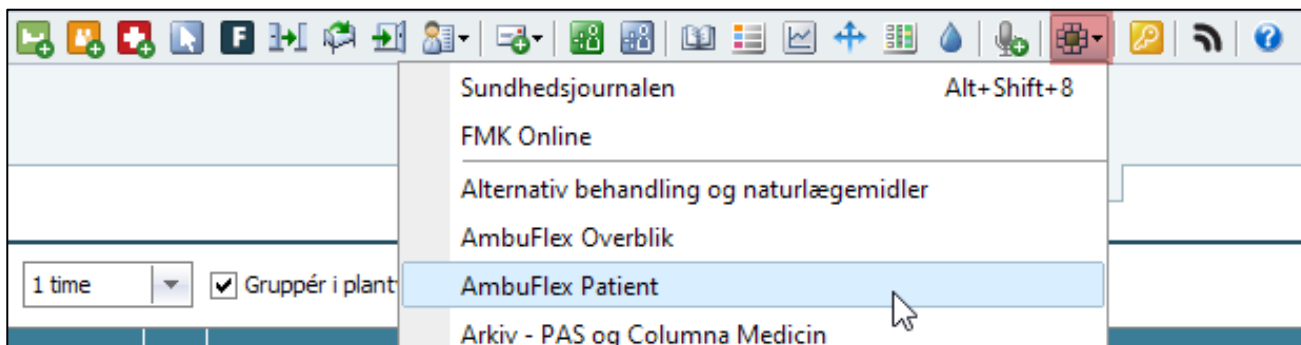 F
Sundhedsjournalen Alt+Shift+8
FMK Online
Alternativ behandling og naturlægemidler
AmbuFlex Overblik
1 time Gruppér i plant AmbuFlex Patient
Arkiv - PAS og Columna Medicin